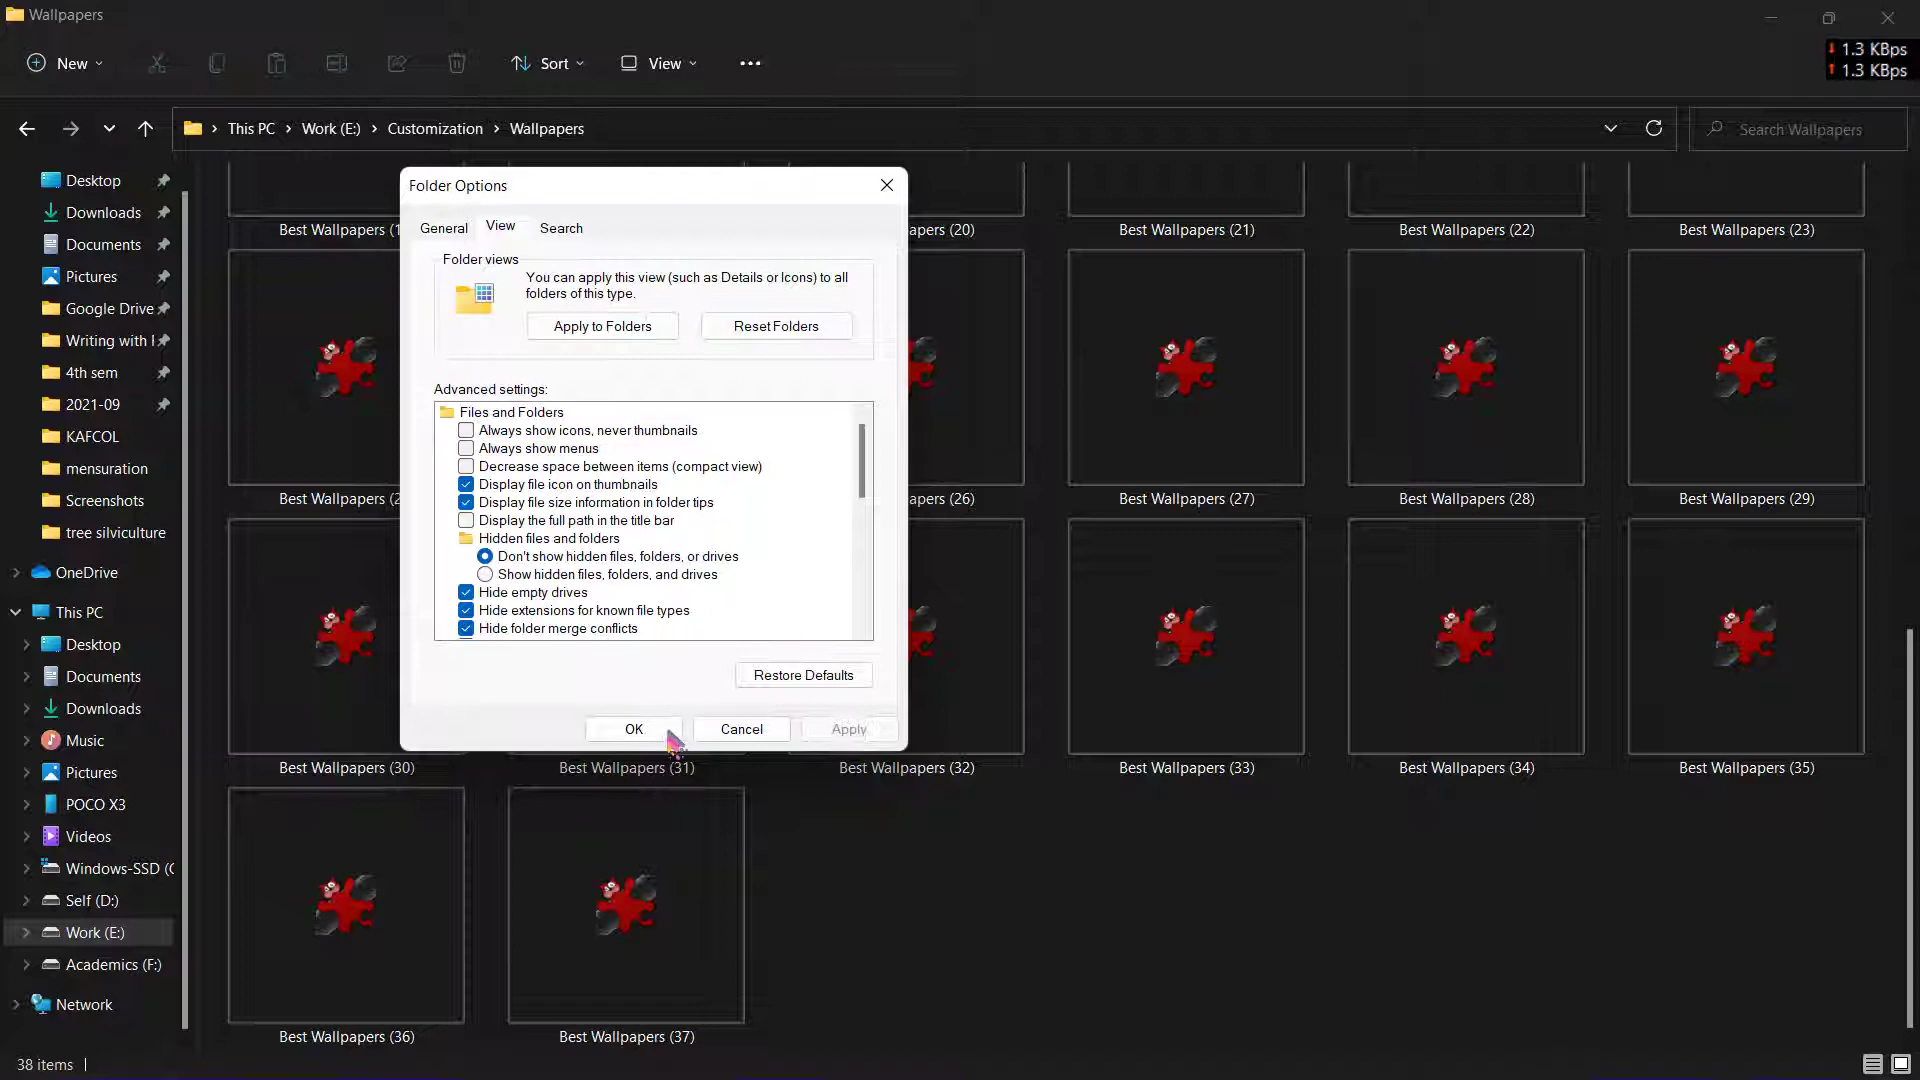 Wallpapers
New
Sort
View
1.3 KBps
1.3 KBps
This PC > Work (E:) > Customization > Wallpapers
Search Wallpapers
Desktop
Downloads
Documents
Pictures
Google Drive
Writing with
4th sem
2021-09
KAFCOL
mensuration
Screenshots
tree silviculture
OneDrive
This PC
Desktop
Documents
Downloads
Music
Pictures
POCO X3
Videos
Windows-SSD (C
Self (D:)
Work (E:)
Academics (F:)
Network
Folder Options
General View Search
Folder views
You can apply this view (such as Details or Icons) to all
folders of this type.
Apply to Folders Reset Folders
Advanced settings:
Files and Folders
Always show icons, never thumbnails
Always show menus
Decrease space between items (compact view)
Display file icon on thumbnails
Display file size information in folder tips
Display the full path in the title bar
Hidden files and folders
Don't show hidden files, folders, or drives
Show hidden files, folders, and drives
Hide empty drives
Hide extensions for known file types
Hide folder merge conflicts
Restore Defaults
OK Cancel Apply
Best Wallpapers (1 apers (20) Best Wallpapers (21) Best Wallpapers (22) Best Wallpapers (23)
Best Wallpapers (2 apers (26) Best Wallpapers (27) Best Wallpapers (28) Best Wallpapers (29)
Best Wallpapers (30) Best Wallpapers (31) Best Wallpapers (32) Best Wallpapers (33) Best Wallpapers (34) Best Wallpapers (35)
Best Wallpapers (36) Best Wallpapers (37)
38 items